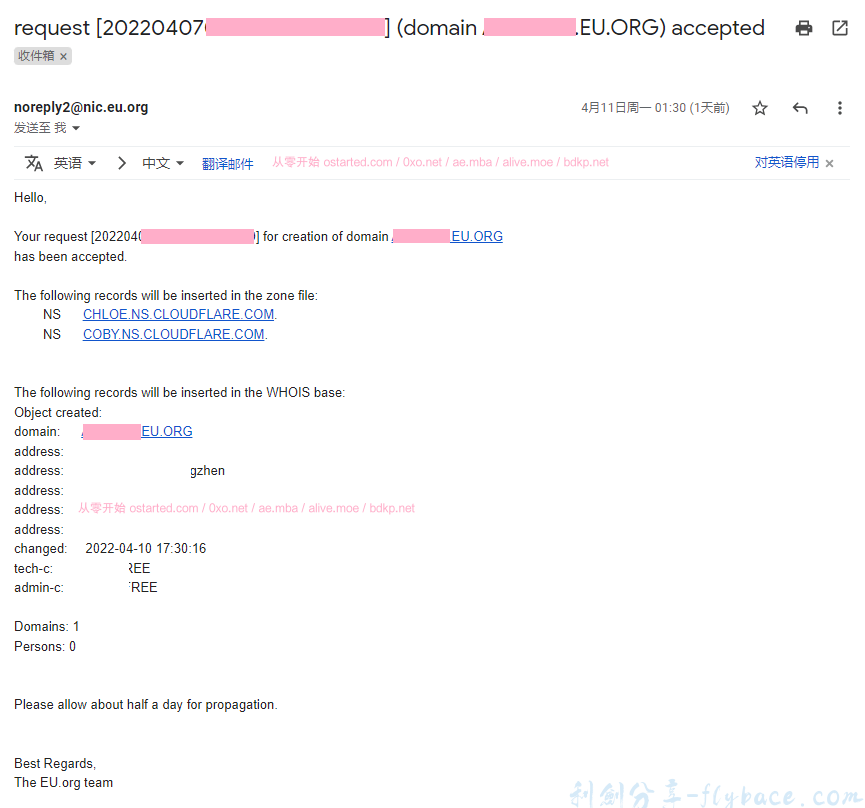 request [20220407 ] (domain .EU.ORG) accepted
收件箱 ×
noreply2@nic.eu.org
4月11日周一 01:30 (1天前)
发送至 我
英语 中文 翻译邮件 从零开始 ostarted.com / 0xo.net / ae.mba / alive.moe / bdkp.net 对英语停用 ×
Hello,
Your request [202204 ] for creation of domain EU.ORG
has been accepted.
The following records will be inserted in the zone file:
NS CHLOE.NS.CLOUDFLARE.COM.
NS COBY.NS.CLOUDFLARE.COM.
The following records will be inserted in the WHOIS base:
Object created:
domain: EU.ORG
address:
address: gzhen
address:
address: 从零开始 ostarted.com / 0xo.net / ae.mba / alive.moe / bdkp.net
address:
changed: 2022-04-10 17:30:16
tech-c: REE
admin-c: FREE
Domains: 1
Persons: 0
Please allow about half a day for propagation.
Best Regards,
The EU.org team
利剑分享-flybace.com